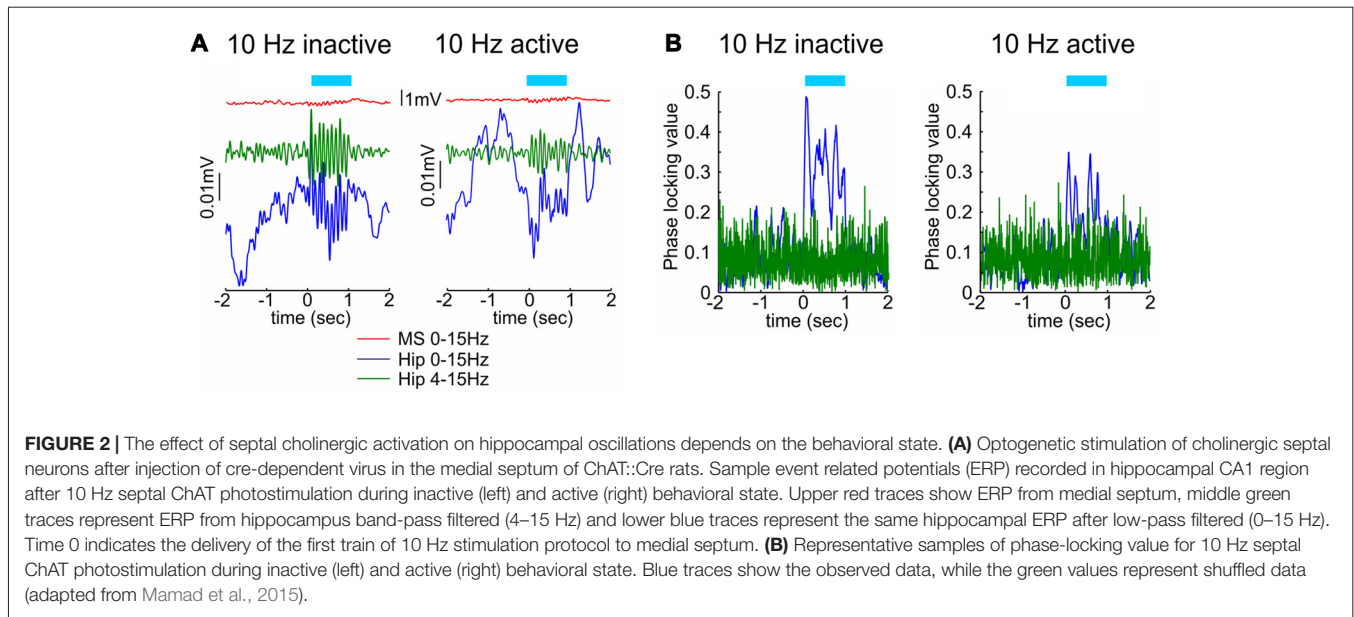 A 10 Hz inactive 10 Hz active B 10 Hz inactive 10 Hz active
1mV
0.01mV
0.01mV
-2 -1 0 1 2
time (sec)
-2 -1 0 1 2
time (sec)
MS 0-15Hz
Hip 0-15Hz
Hip 4-15Hz
Phase locking value
0.5
0.4
0.3
0.2
0.1
0
-2 -1 0 1 2
time (sec)
Phase locking value
0.5
0.4
0.3
0.2
0.1
0
-2 -1 0 1 2
time (sec)
FIGURE 2 | The effect of septal cholinergic activation on hippocampal oscillations depends on the behavioral state. (A) Optogenetic stimulation of cholinergic septal
neurons after injection of cre-dependent virus in the medial septum of ChAT::Cre rats. Sample event related potentials (ERP) recorded in hippocampal CA1 region
after 10 Hz septal ChAT photostimulation during inactive (left) and active (right) behavioral state. Upper red traces show ERP from medial septum, middle green
traces represent ERP from hippocampus band-pass filtered (4–15 Hz) and lower blue traces represent the same hippocampal ERP after low-pass filtered (0–15 Hz).
Time 0 indicates the delivery of the first train of 10 Hz stimulation protocol to medial septum. (B) Representative samples of phase-locking value for 10 Hz septal
ChAT photostimulation during inactive (left) and active (right) behavioral state. Blue traces show the observed data, while the green values represent shuffled data
(adapted from Mamad et al., 2015).